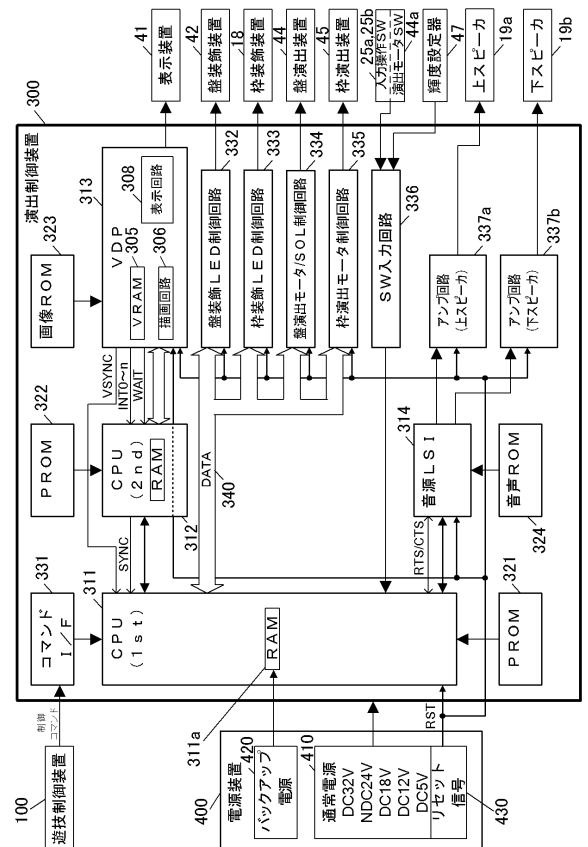 遊技制御装置
100
制御
コマンド
300
演出制御装置
コマンド
I/F
331
PROM
322
画像ROM
323
CPU
(1st)
311
RAM
311a
SYNC
CPU
(2nd)
RAM
312
VSYNC
INT0~n
WAIT
VDP
313
VRAM
305
描画回路
306
表示回路
308
DATA
340
盤装飾LED制御回路
332
枠装飾LED制御回路
333
盤演出モータ/SOL制御回路
334
枠演出モータ制御回路
335
SW入力回路
336
アンプ回路
(上スピーカ)
337a
アンプ回路
(下スピーカ)
337b
RTS/CTS
音源LSI
314
PROM
321
音声ROM
324
RST
400
電源装置
420
バックアップ
電源
410
通常電源
DC32V
NDC24V
DC18V
DC12V
DC5V
リセット
信号
430
表示装置
41
盤装飾装置
42
枠装飾装置
18
盤演出装置
44
枠演出装置
45
入力操作SW
25a,25b
演出モータSW
44a
輝度設定器
47
上スピーカ
19a
下スピーカ
19b